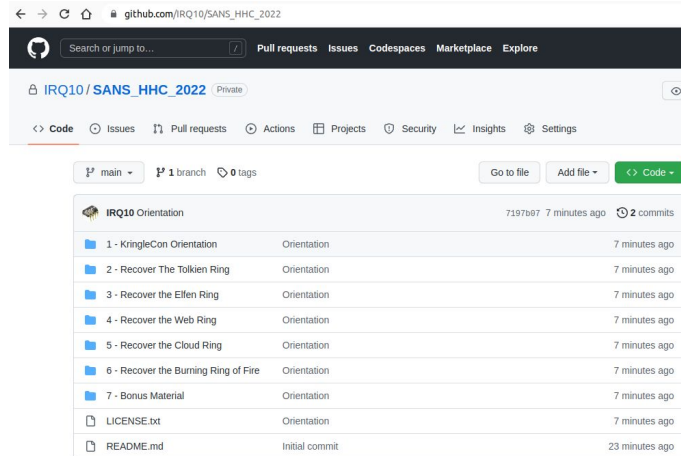 github.com/IRQ10/SANS_HHC_2022
Search or jump to... / Pull requests Issues Codespaces Marketplace Explore
IRQ10 / SANS_HHC_2022 Private
<> Code Issues Pull requests Actions Projects Security Insights Settings
main 1 branch 0 tags Go to file Add file <> Code
IRQ10 Orientation 7197b07 7 minutes ago 2 commits
1 - KringleCon Orientation Orientation 7 minutes ago
2 - Recover The Tolkien Ring Orientation 7 minutes ago
3 - Recover the Elfen Ring Orientation 7 minutes ago
4 - Recover the Web Ring Orientation 7 minutes ago
5 - Recover the Cloud Ring Orientation 7 minutes ago
6 - Recover the Burning Ring of Fire Orientation 7 minutes ago
7 - Bonus Material Orientation 7 minutes ago
LICENSE.txt Orientation 7 minutes ago
README.md Initial commit 23 minutes ago